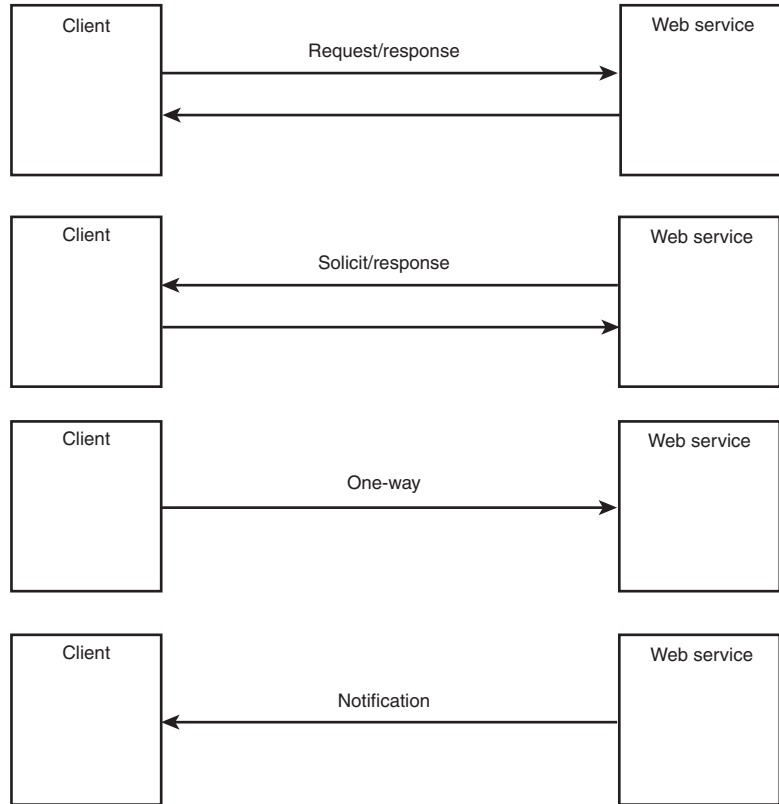 Client
Web service
Request/response
Client
Web service
Solicit/response
Client
Web service
One-way
Client
Web service
Notification